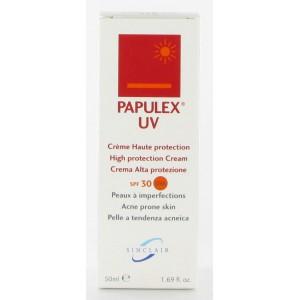 PAPULEX®
UV
Crème Haute protection
High protection Cream
Crema Alta protezione
SPF 30 UVA
Peaux à imperfections
Acne prone skin
Pelle a tendenza acneica
SINCLAIR
50ml e 1.69 fl. oz.